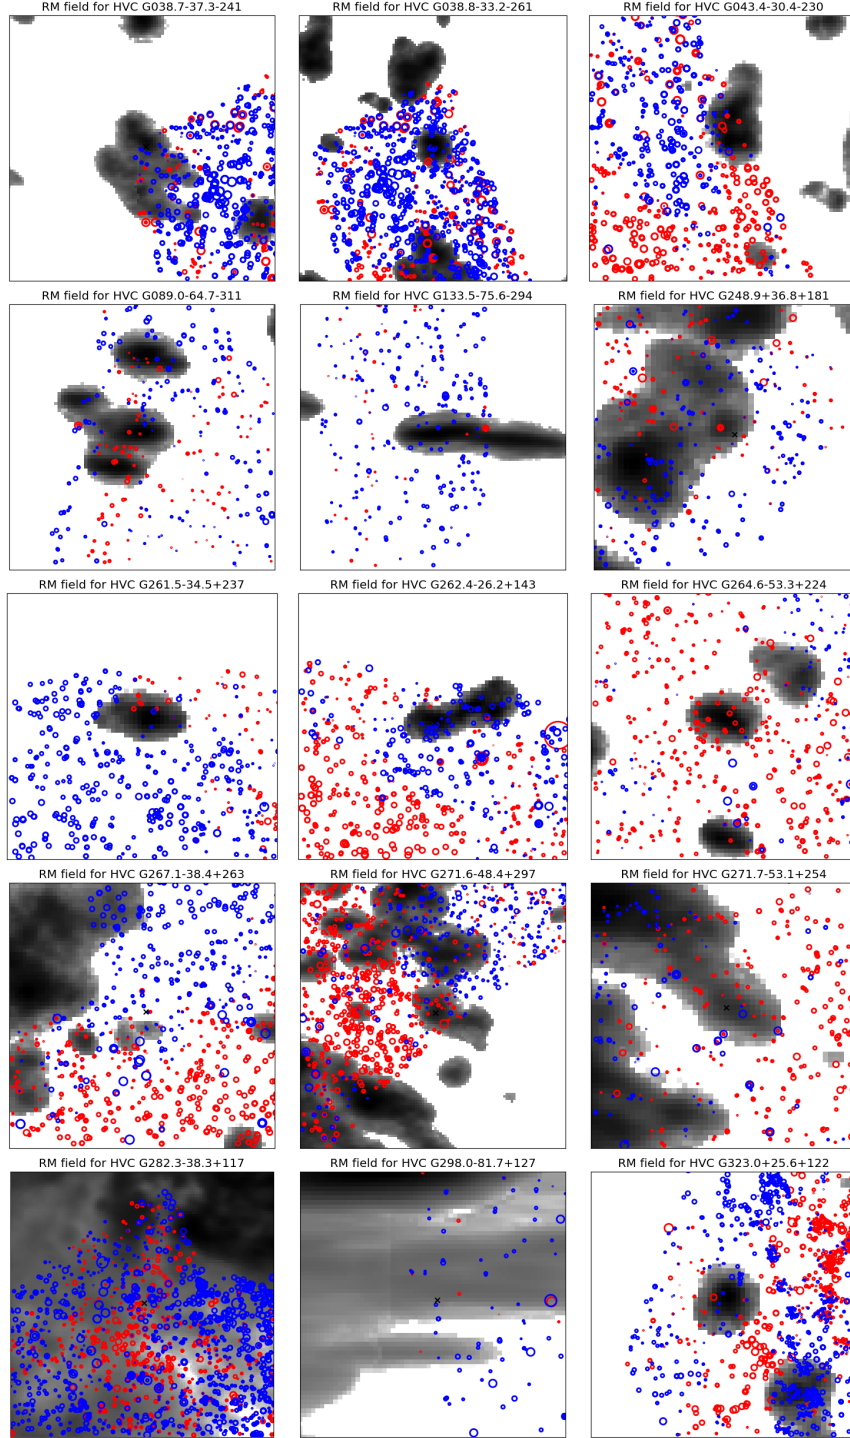 RM field for HVC G038.7-37.3-241
RM field for HVC G038.8-33.2-261
RM field for HVC G043.4-30.4-230
RM field for HVC G089.0-64.7-311
RM field for HVC G133.5-75.6-294
RM field for HVC G248.9+36.8+181
RM field for HVC G261.5-34.5+237
RM field for HVC G262.4-26.2+143
RM field for HVC G264.6-53.3+224
RM field for HVC G267.1-38.4+263
RM field for HVC G271.6-48.4+297
RM field for HVC G271.7-53.1+254
RM field for HVC G282.3-38.3+117
RM field for HVC G298.0-81.7+127
RM field for HVC G323.0+25.6+122